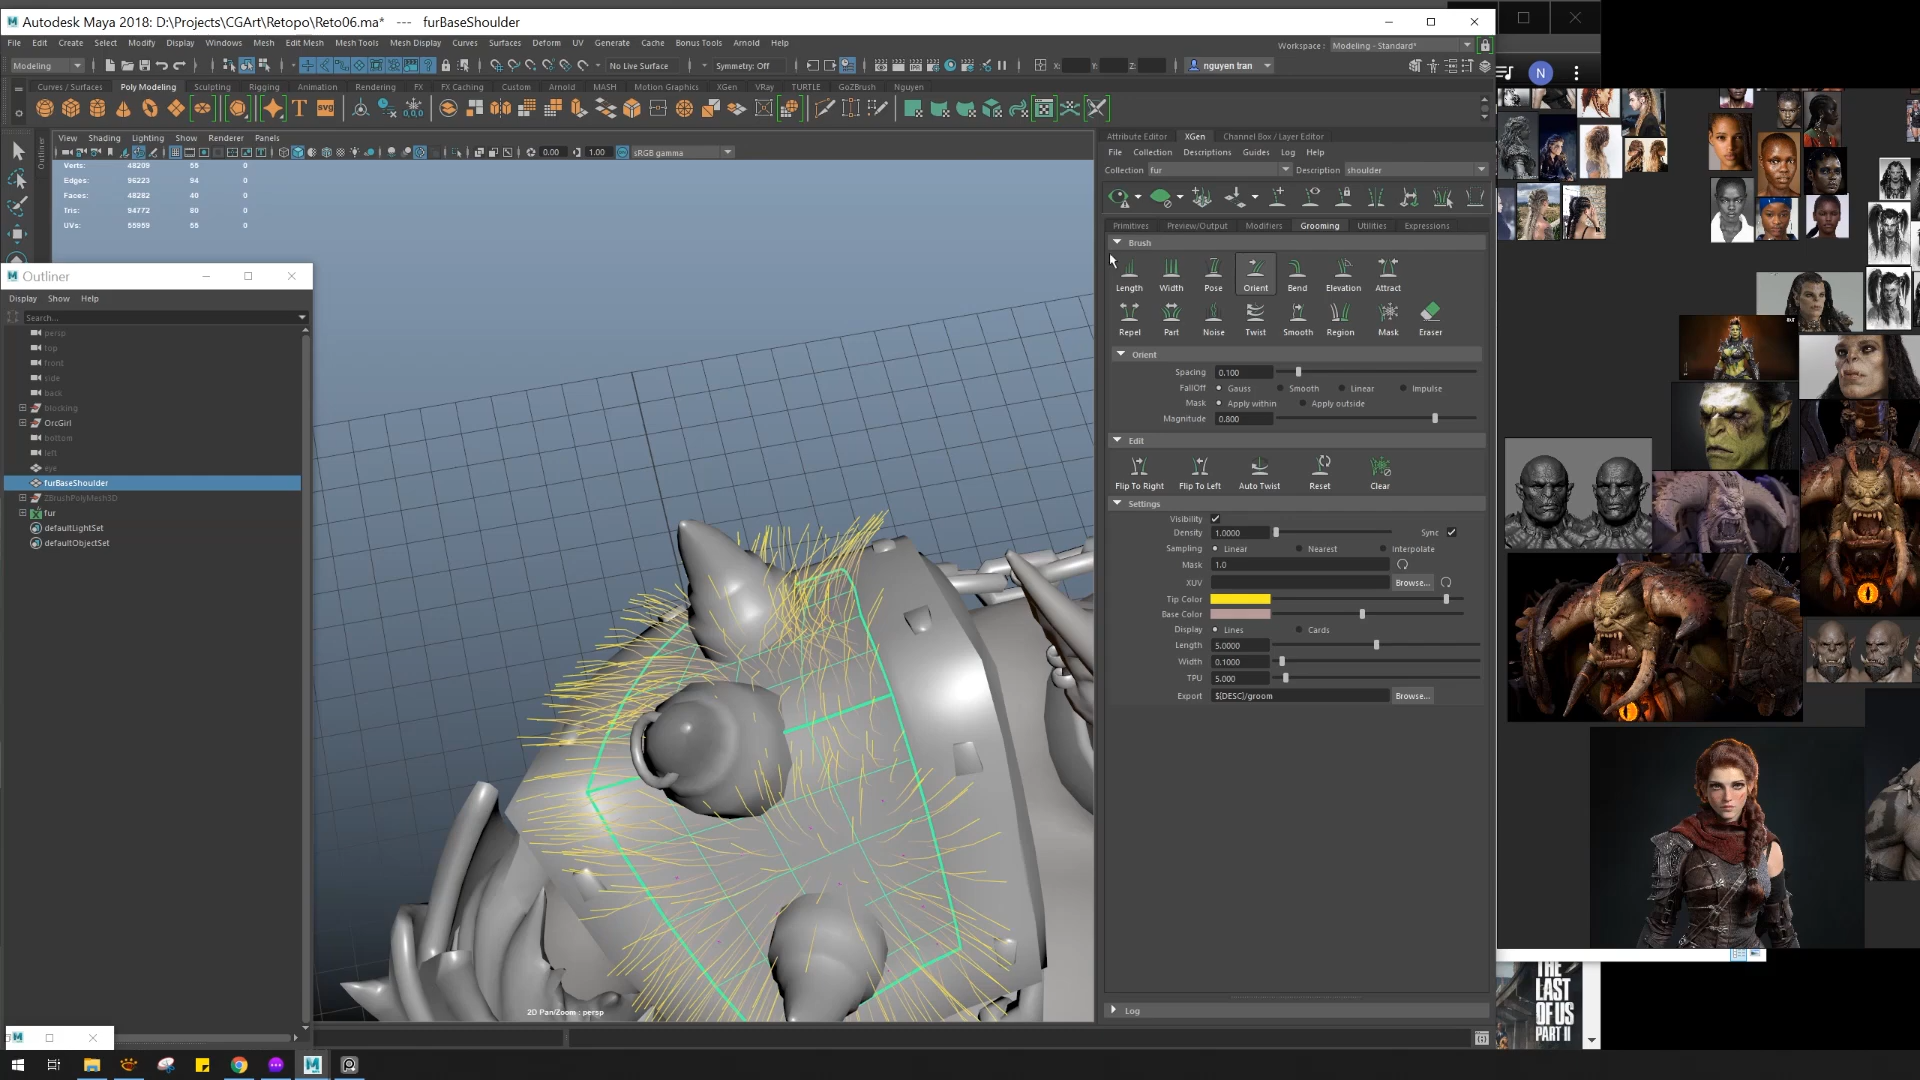 Autodesk Maya 2018: D:\Projects\CGArt\Retopo\Reto06.ma* --- furBaseShoulder
File Edit Create Select Modify Display Windows Mesh Edit Mesh Mesh Tools Mesh Display Curves Surfaces Deform UV Generate Cache Bonus Tools Arnold Help
Workspace : Modeling - Standard*
Modeling No Live Surface Symmetry: Off X: Y: Z: nguyen tran
N
Curves / Surfaces Poly Modeling Sculpting Rigging Animation Rendering FX FX Caching Custom Arnold MASH Motion Graphics XGen VRay TURTLE GoZBrush Nguyen
View Shading Lighting Show Renderer Panels
0.00 1.00 sRGB gamma
Verts: 48209 55 0
Edges: 96223 94 0
Faces: 48282 40 0
Tris: 94772 80 0
UVs: 55959 55 0
Outliner
Outliner
Display Show Help
Search...
persp
top
front
side
back
blocking
OrcGirl
bottom
left
eye
furBaseShoulder
ZBrushPolyMesh3D
fur
defaultLightSet
defaultObjectSet
2D Pan/Zoom : persp
Attribute Editor XGen Channel Box / Layer Editor
File Collection Descriptions Guides Log Help
Collection fur Description shoulder
Primitives Preview/Output Modifiers Grooming Utilities Expressions
Brush
Length Width Pose Orient Bend Elevation Attract
Repel Part Noise Twist Smooth Region Mask Eraser
Orient
Spacing 0.100
FallOff Gauss Smooth Linear Impulse
Mask Apply within Apply outside
Magnitude 0.800
Edit
Flip To Right Flip To Left Auto Twist Reset Clear
Settings
Visibility
Density 1.0000 Sync
Sampling Linear Nearest Interpolate
Mask 1.0
XUV Browse...
Tip Color
Base Color
Display Lines Cards
Length 5.0000
Width 0.1000
TPU 5.000
Export ${DESC}/groom Browse...
Log
THE
LAST
OF US
PART II